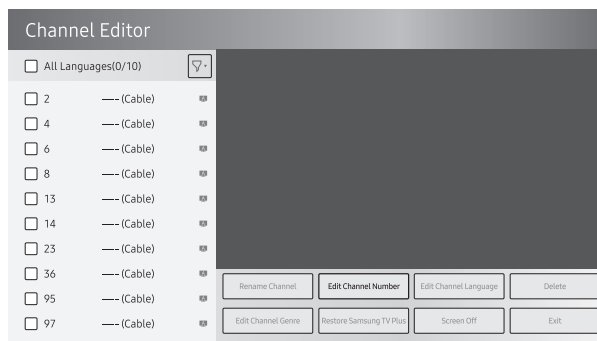 Channel Editor
All Languages(0/10)
2 ---- (Cable)
4 ---- (Cable)
6 ---- (Cable)
8 ---- (Cable)
13 ---- (Cable)
14 ---- (Cable)
23 ---- (Cable)
36 ---- (Cable)
95 ---- (Cable)
97 ---- (Cable)
Rename Channel Edit Channel Number Edit Channel Language Delete
Edit Channel Genre Restore Samsung TV Plus Screen Off Exit